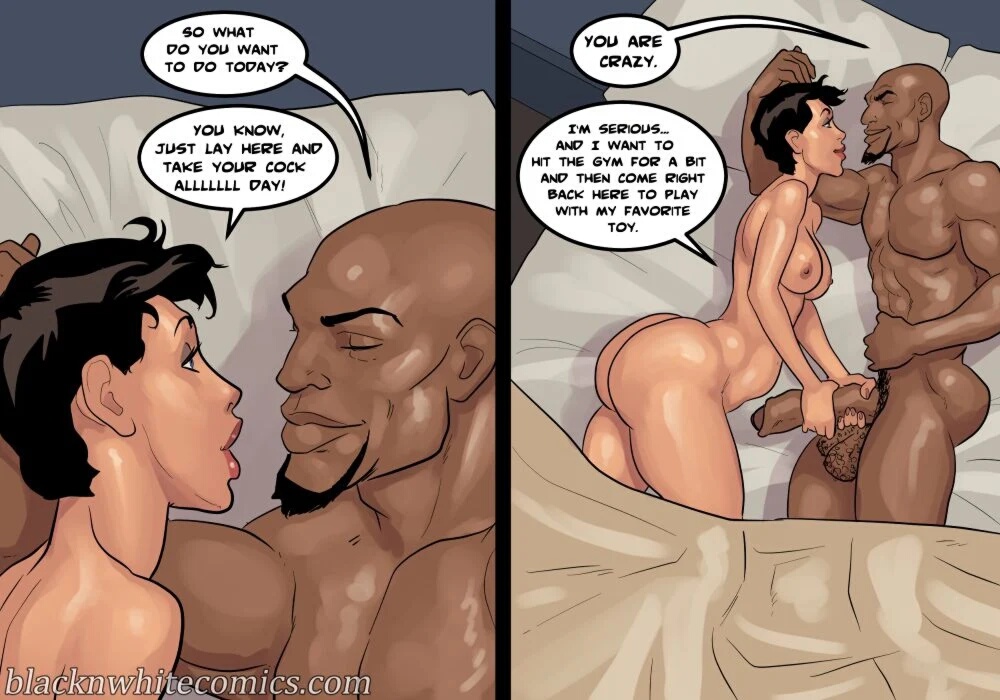 SO WHAT
DO YOU WANT
TO DO TODAY?
YOU KNOW,
JUST LAY HERE AND
TAKE YOUR COCK
ALLLLLLL DAY!
YOU ARE
CRAZY.
I'M SERIOUS...
AND I WANT TO
HIT THE GYM FOR A BIT
AND THEN COME RIGHT
BACK HERE TO PLAY
WITH MY FAVORITE
TOY.
blacknwhitecomics.com